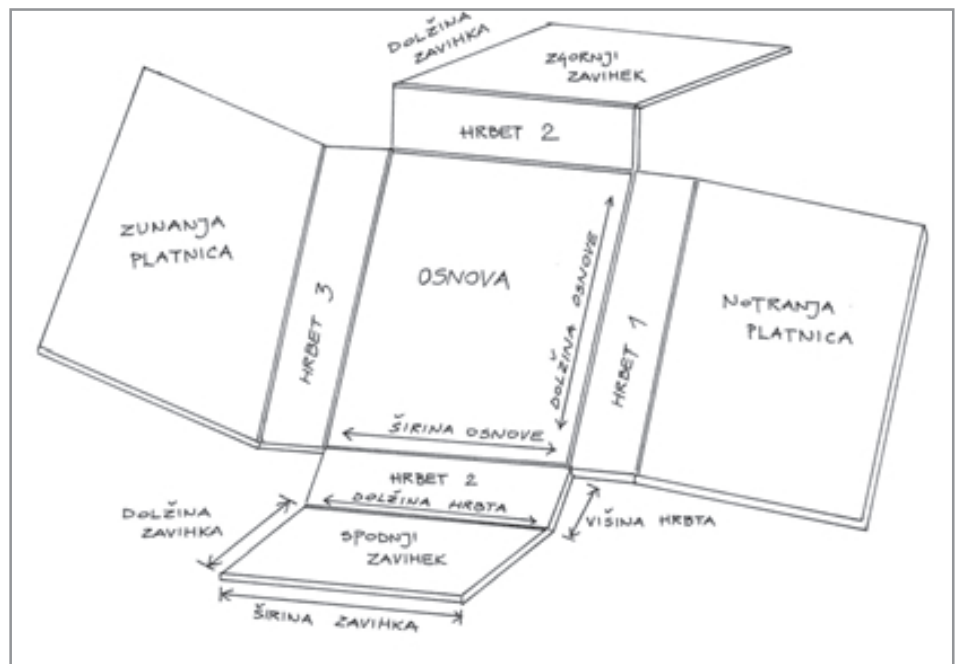 DOLŽINA
ZAVIHKA
ZGORNJI
ZAVIHEK
HRBET 2
ZUNANJA
PLATNICA
HRBET 3
OSNOVA
DOLŽINA OSNOVE
ŠIRINA OSNOVE
HRBET 1
NOTRANJA
PLATNICA
HRBET 2
DOLŽINA HRBTA
VIŠINA HRBTA
DOLŽINA
ZAVIHKA
SPODNJI
ZAVIHEK
ŠIRINA ZAVIHKA